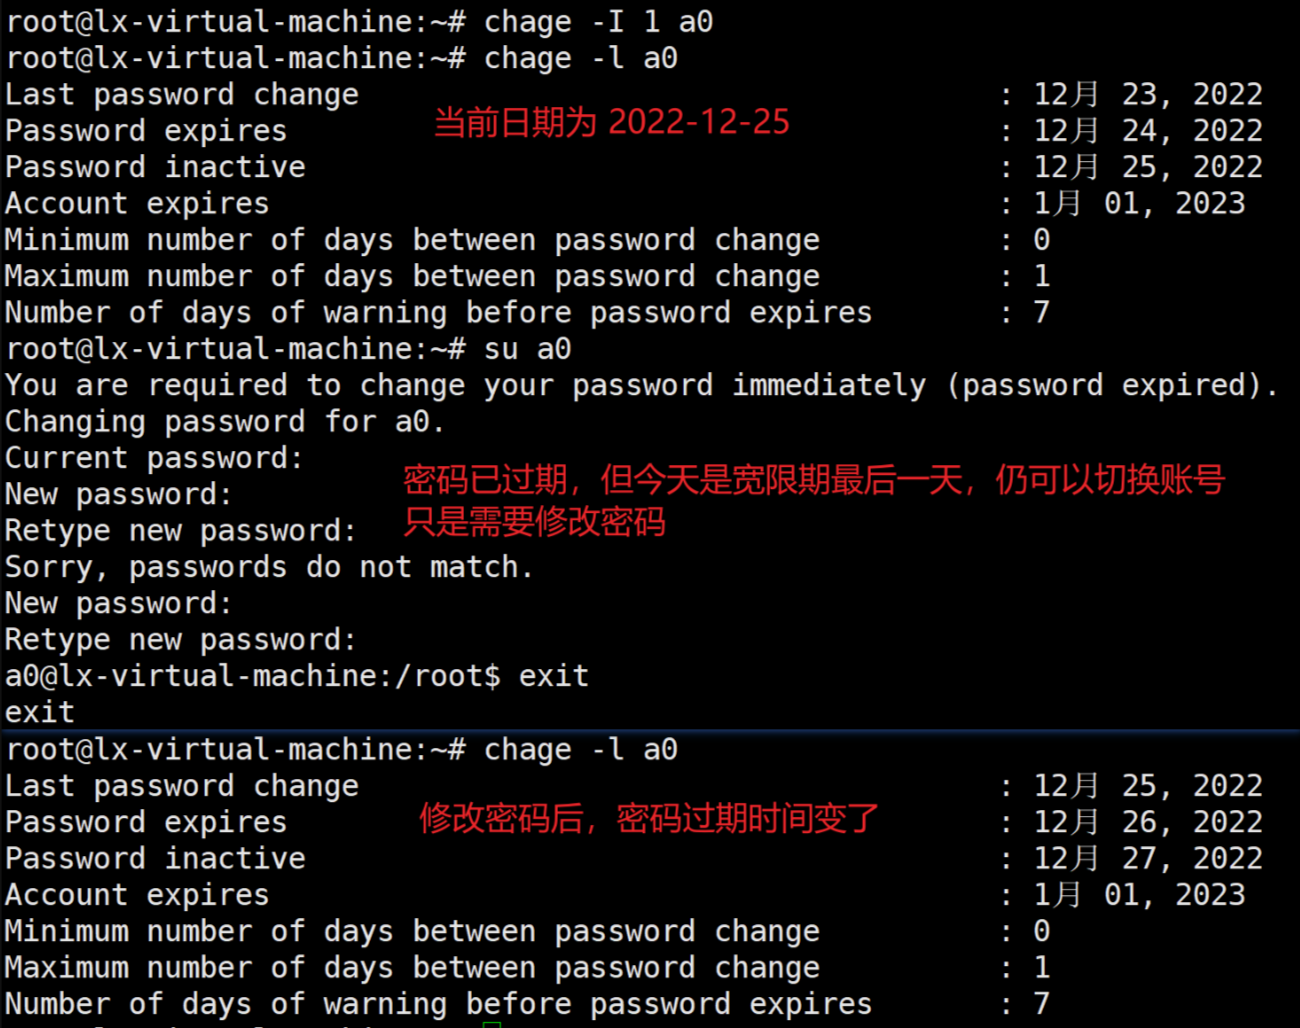 root@lx-virtual-machine:~# chage -I 1 a0
root@lx-virtual-machine:~# chage -l a0
Last password change : 12月 23, 2022
当前日期为 2022-12-25
Password expires : 12月 24, 2022
Password inactive : 12月 25, 2022
Account expires : 1月 01, 2023
Minimum number of days between password change : 0
Maximum number of days between password change : 1
Number of days of warning before password expires : 7
root@lx-virtual-machine:~# su a0
You are required to change your password immediately (password expired).
Changing password for a0.
Current password:
密码已过期，但今天是宽限期最后一天，仍可以切换账号
New password:
只是需要修改密码
Retype new password:
Sorry, passwords do not match.
New password:
Retype new password:
a0@lx-virtual-machine:/root$ exit
exit
root@lx-virtual-machine:~# chage -l a0
Last password change : 12月 25, 2022
修改密码后，密码过期时间变了
Password expires : 12月 26, 2022
Password inactive : 12月 27, 2022
Account expires : 1月 01, 2023
Minimum number of days between password change : 0
Maximum number of days between password change : 1
Number of days of warning before password expires : 7